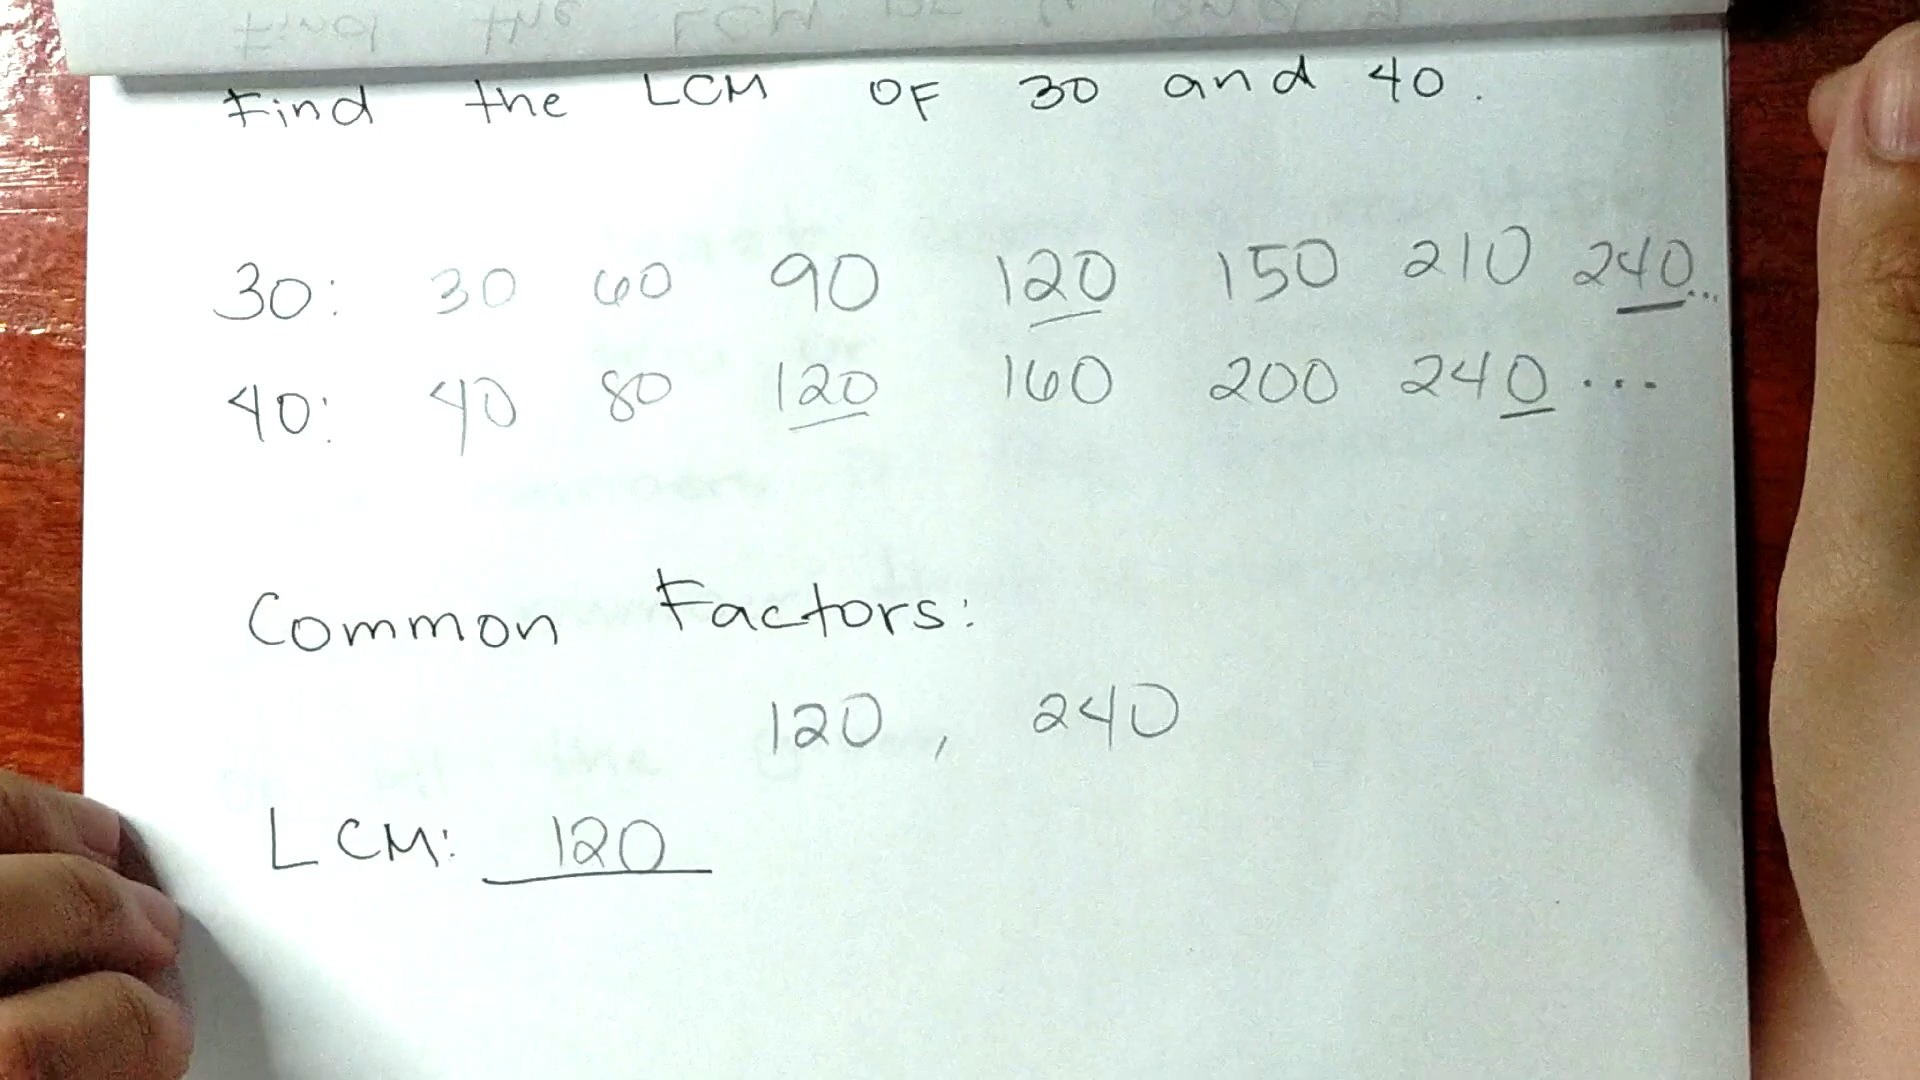 Find the LCM OF 30 and 40.
30: 30 60 90 120 150 210 240...
40: 40 80 120 160 200 240 ...
Common Factors:
120, 240
LCM: 120